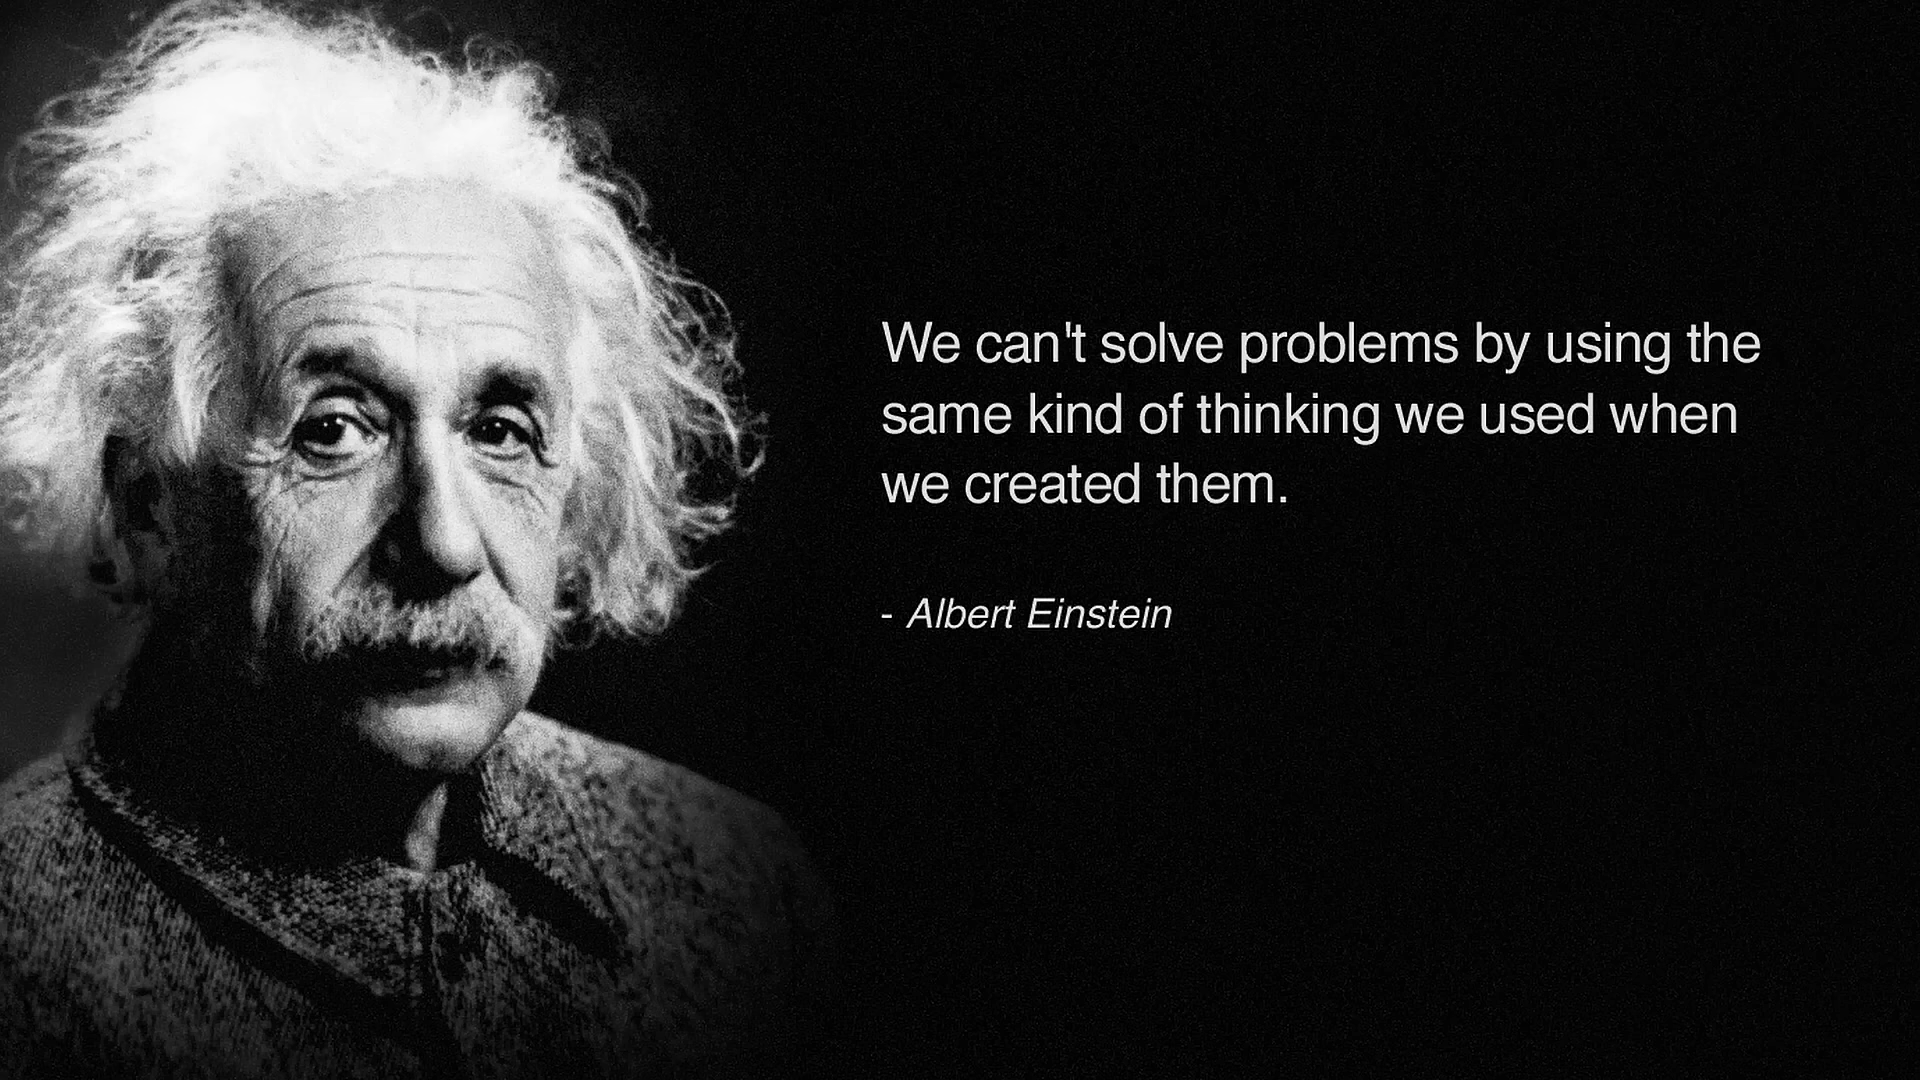 We can't solve problems by using the
same kind of thinking we used when
we created them.
- Albert Einstein